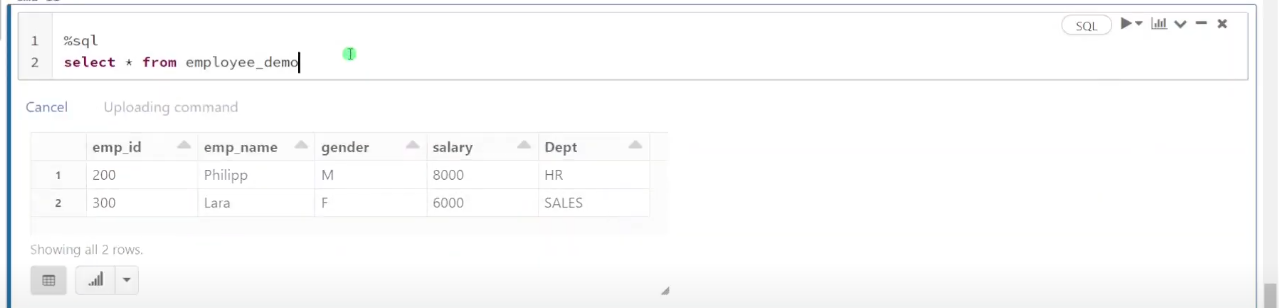 SQL
1 %sql
2 select * from employee_demo
Cancel Uploading command
emp_id emp_name gender salary Dept
1 200 Philipp M 8000 HR
2 300 Lara F 6000 SALES
Showing all 2 rows.